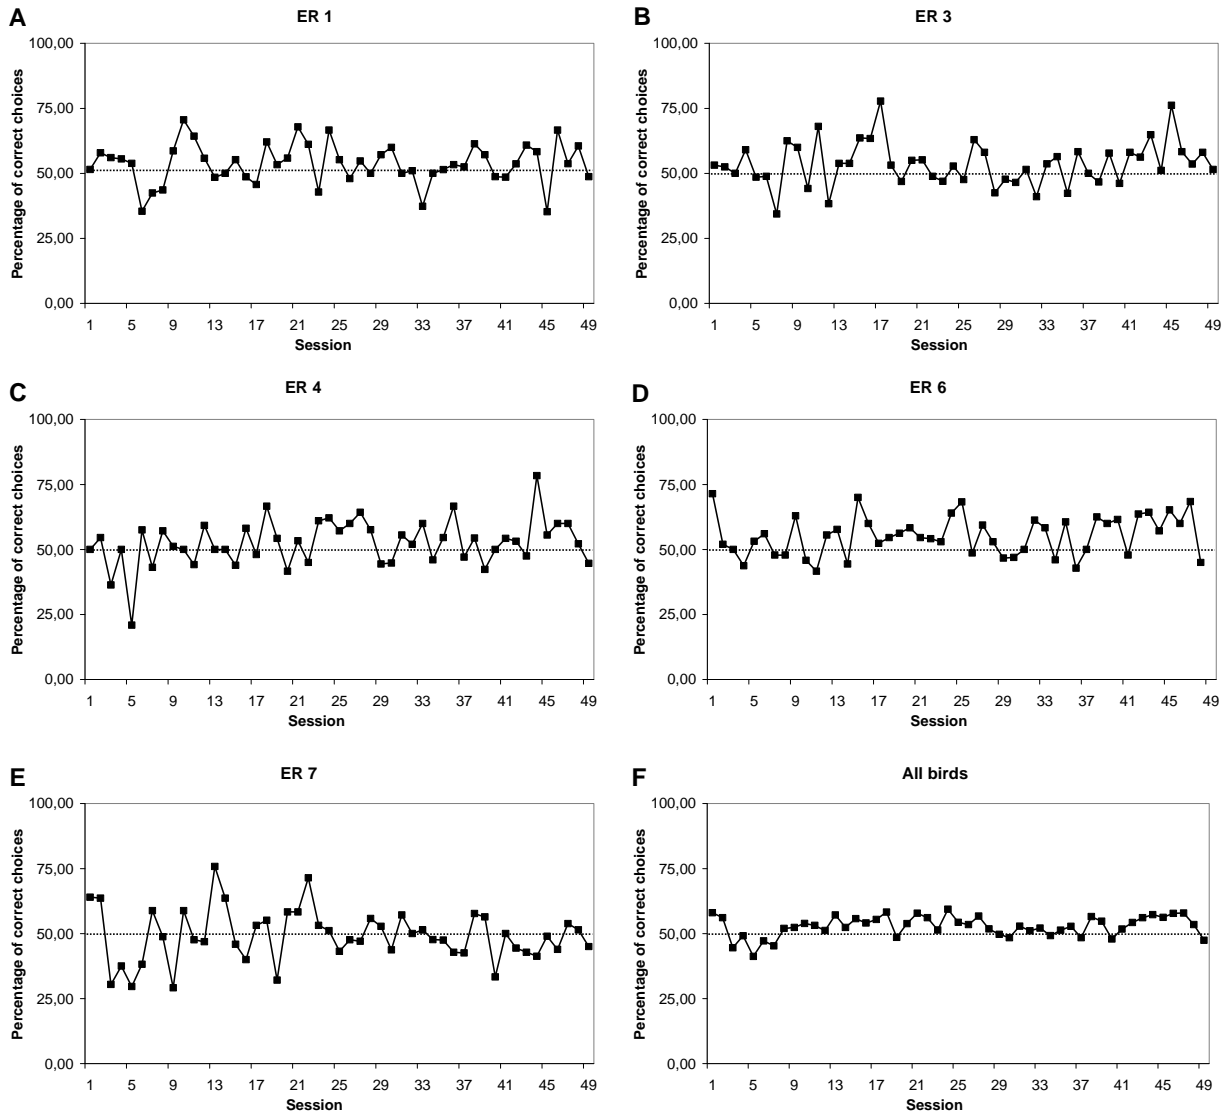 A
ER 1
Percentage of correct choices
100,00
75,00
50,00
25,00
0,00
1 5 9 13 17 21 25 29 33 37 41 45 49
Session
B
ER 3
Percentage of correct choices
100,00
75,00
50,00
25,00
0,00
1 5 9 13 17 21 25 29 33 37 41 45 49
Session
C
ER 4
Percentage of correct choices
100,00
75,00
50,00
25,00
0,00
1 5 9 13 17 21 25 29 33 37 41 45 49
Session
D
ER 6
Percentage of correct choices
100,00
75,00
50,00
25,00
0,00
1 5 9 13 17 21 25 29 33 37 41 45 49
Session
E
ER 7
Percentage of correct choices
100,00
75,00
50,00
25,00
0,00
1 5 9 13 17 21 25 29 33 37 41 45 49
Session
F
All birds
Percentage of correct choices
100,00
75,00
50,00
25,00
0,00
1 5 9 13 17 21 25 29 33 37 41 45 49
Session